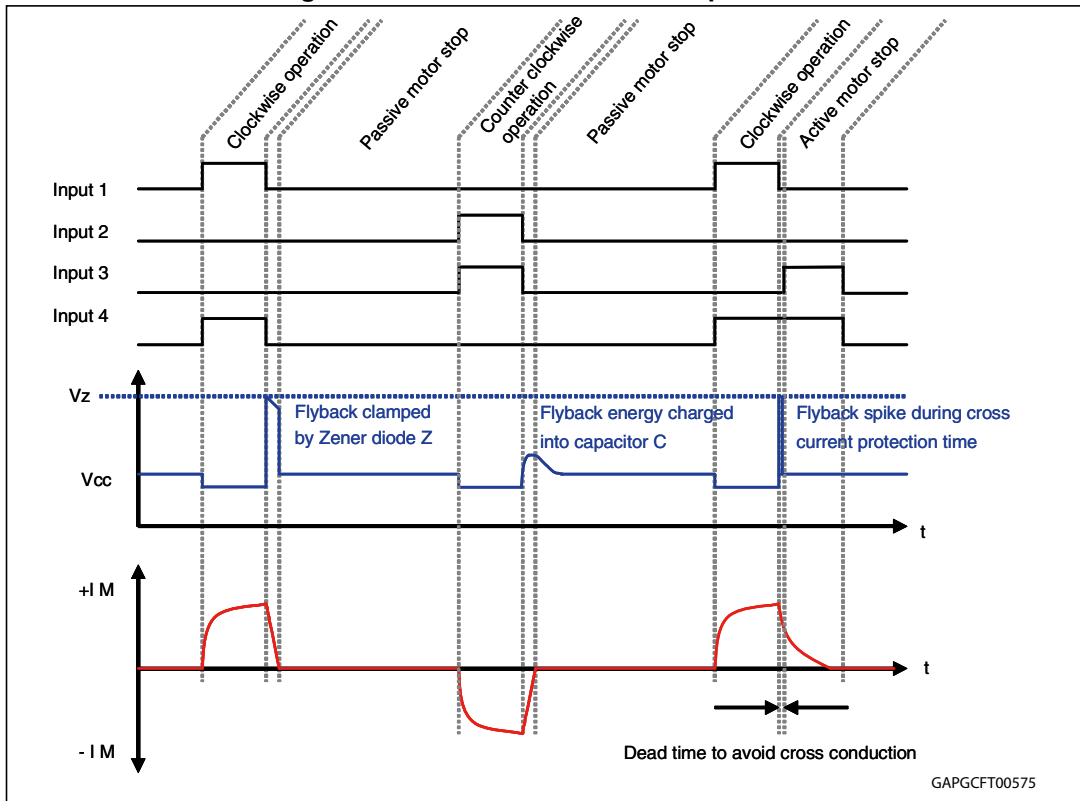 Clockwise operation
Passive motor stop
Counter clockwise
operation
Passive motor stop
Clockwise operation
Active motor stop
Input 1
Input 2
Input 3
Input 4
Vz
Flyback clamped
by Zener diode Z
Flyback energy charged
into capacitor C
Flyback spike during cross
current protection time
Vcc
t
+I M
t
- I M
Dead time to avoid cross conduction
GAPGCFT00575